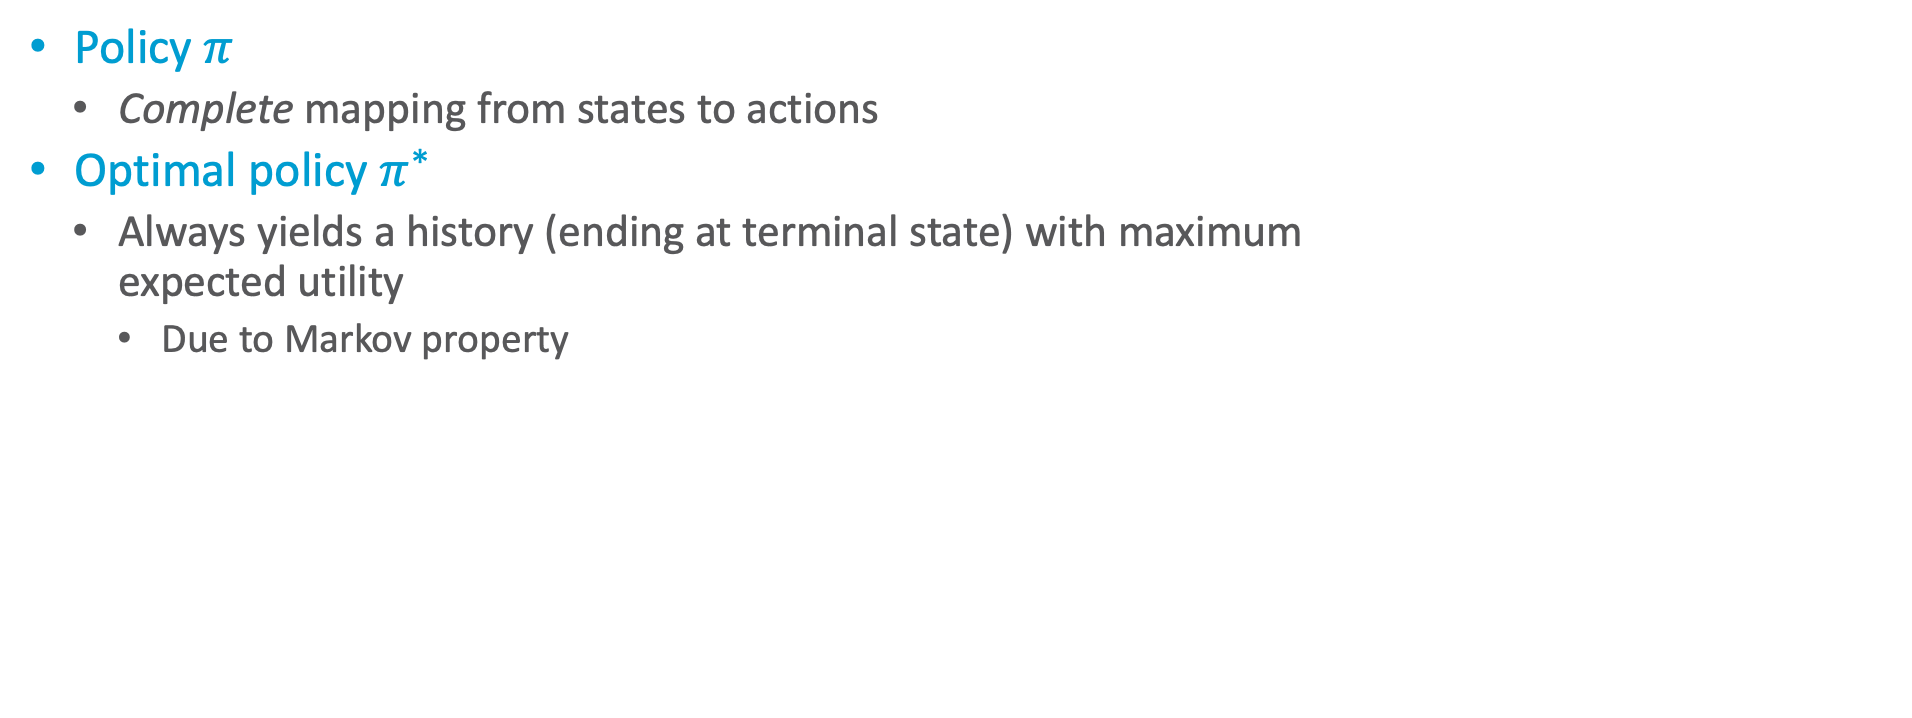 • Policy π
• Complete mapping from states to actions
• Optimal policy π*
• Always yields a history (ending at terminal state) with maximum
expected utility
• Due to Markov property